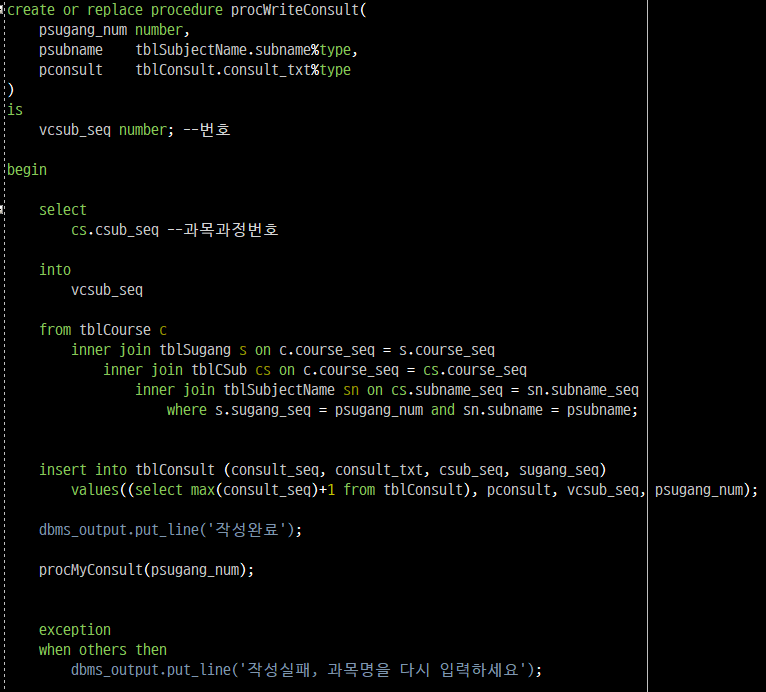 create or replace procedure procWriteConsult(
    psugang_num number,
    psubname    tblSubjectName.subname%type,
    pconsult    tblConsult.consult_txt%type
)
is
    vcsub_seq number; --번호
begin
    select
        cs.csub_seq --과목과정번호
    into
        vcsub_seq
    from tblCourse c
        inner join tblSugang s on c.course_seq = s.course_seq
            inner join tblCSub cs on c.course_seq = cs.course_seq
                inner join tblSubjectName sn on cs.subname_seq = sn.subname_seq
                    where s.sugang_seq = psugang_num and sn.subname = psubname;
    insert into tblConsult (consult_seq, consult_txt, csub_seq, sugang_seq)
        values((select max(consult_seq)+1 from tblConsult), pconsult, vcsub_seq, psugang_num);
    dbms_output.put_line('작성완료');
    procMyConsult(psugang_num);
    exception
    when others then
        dbms_output.put_line('작성실패, 과목명을 다시 입력하세요');